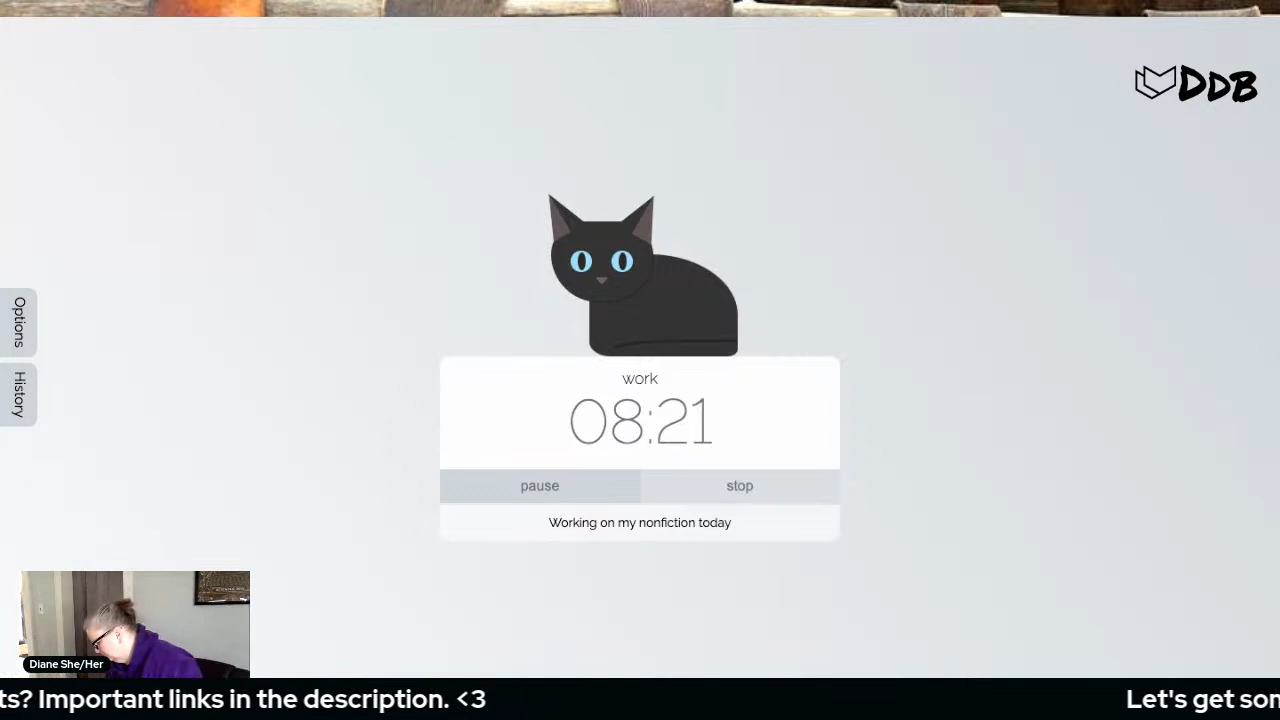 DDB
Options
History
work
08:21
pause
stop
Working on my nonfiction today
Diane She/Her
ts? Important links in the description. <3
Let's get son